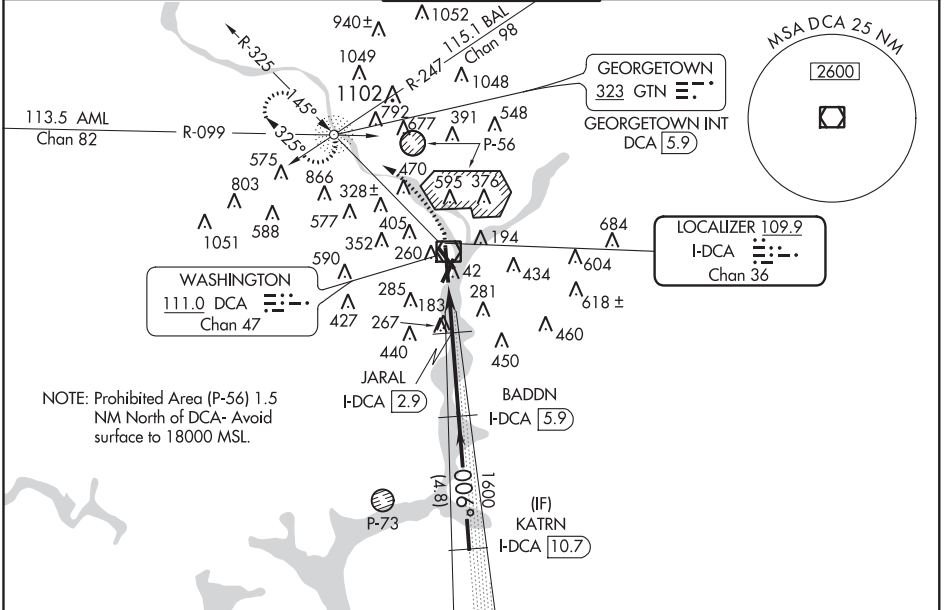 940±
1052
115.1 BAL
Chan 98
R-325
R-247
1049
1048
1102
145°
792
677
391
548
GEORGETOWN
323 GTN
GEORGETOWN INT
DCA 5.9
MSA DCA 25 NM
2600
113.5 AML
Chan 82
R-099
325°
P-56
575
866
470
595
376
803
328±
577
588
405
1051
352
260
194
684
590
42
434
604
LOCALIZER 109.9
I-DCA
Chan 36
WASHINGTON
111.0 DCA
Chan 47
427
285
183
281
618 ±
267
440
460
450
JARAL
I-DCA 2.9
BADDN
I-DCA 5.9
NOTE: Prohibited Area (P-56) 1.5
NM North of DCA- Avoid
surface to 18000 MSL.
006°
1600
(4.8)
P-73
(IF)
KATRN
I-DCA 10.7